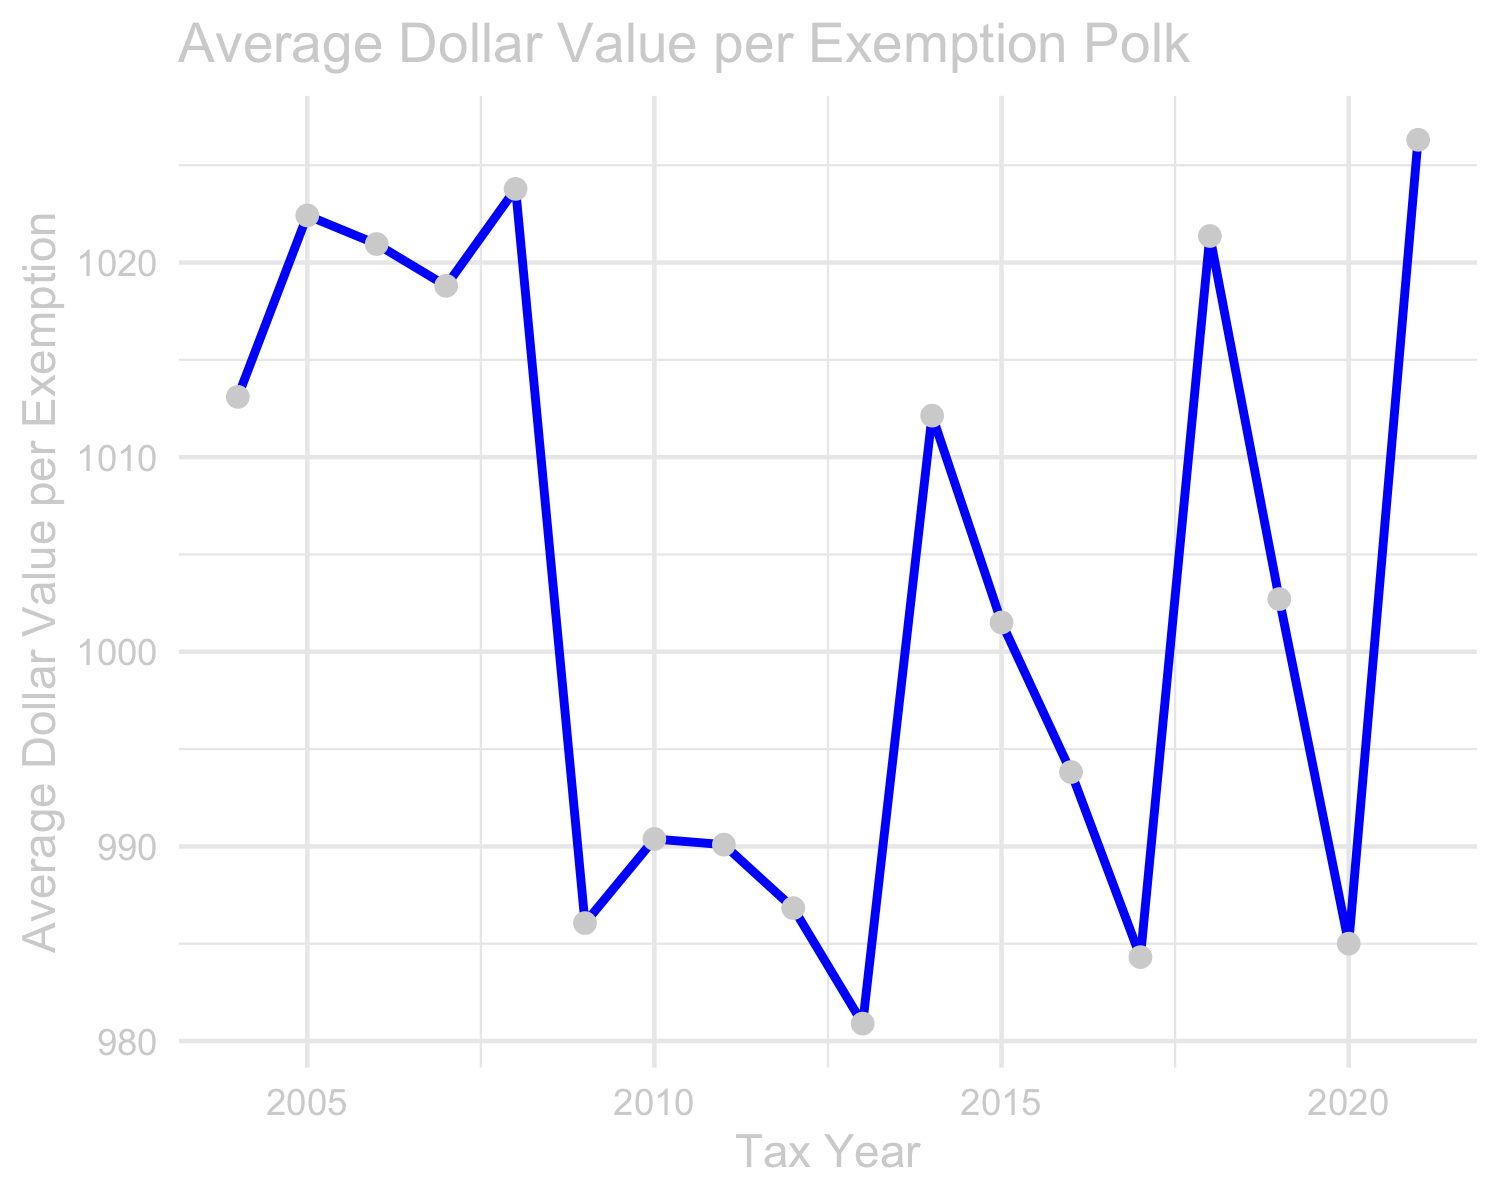 Average Dollar Value per Exemption Polk
Average Dollar Value per Exemption
1020
1010
1000
990
980
2005 2010 2015 2020
Tax Year